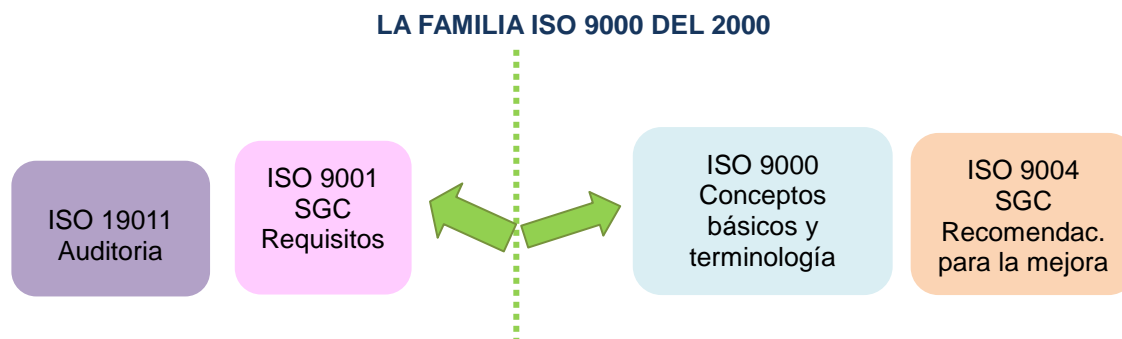 LA FAMILIA ISO 9000 DEL 2000
ISO 19011
Auditoria
ISO 9001
SGC
Requisitos
ISO 9000
Conceptos
básicos y
terminología
ISO 9004
SGC
Recomendac.
para la mejora